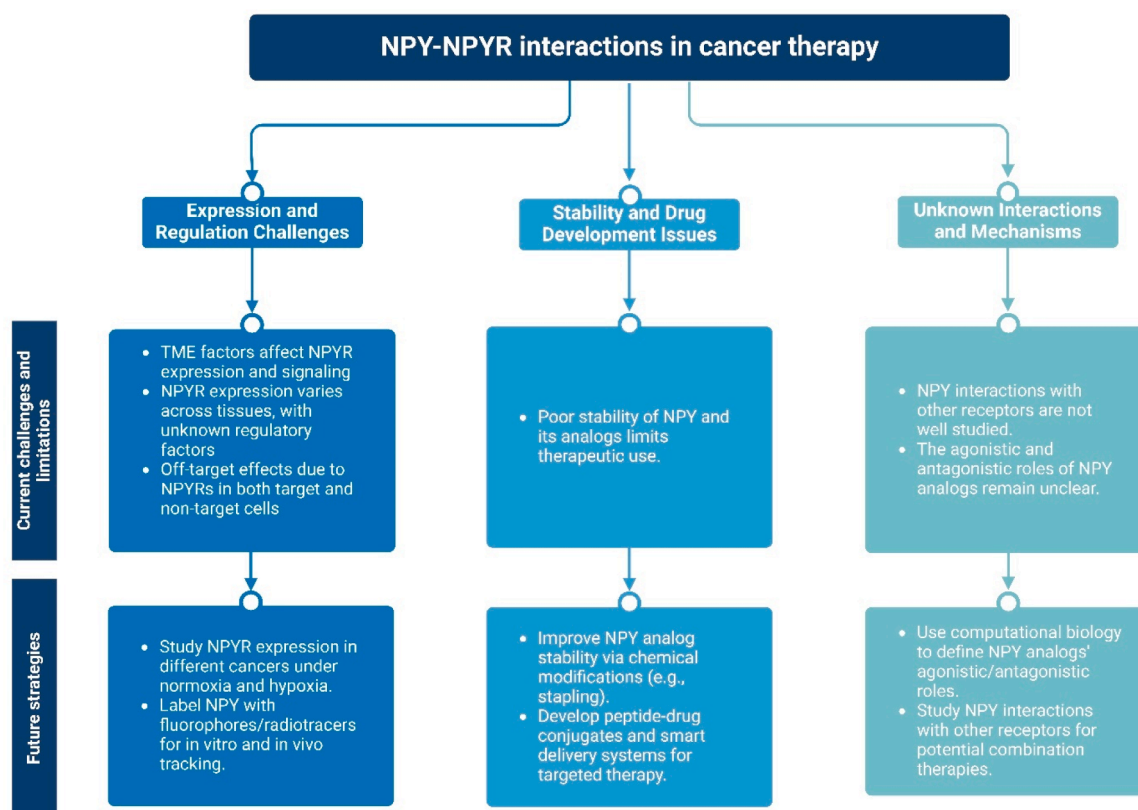 NPY-NPYR interactions in cancer therapy
Expression and
Regulation Challenges
Stability and Drug
Development Issues
Unknown Interactions
and Mechanisms
Current challenges and
limitations
• TME factors affect NPYR
expression and signaling
• NPYR expression varies
across tissues, with
unknown regulatory
factors
• Off-target effects due to
NPYRs in both target and
non-target cells
• Poor stability of NPY and
its analogs limits
therapeutic use.
• NPY interactions with
other receptors are not
well studied.
• The agonistic and
antagonistic roles of NPY
analogs remain unclear.
Future strategies
• Study NPYR expression in
different cancers under
normoxia and hypoxia.
• Label NPY with
fluorophores/radiotracers
for in vitro and in vivo
tracking.
• Improve NPY analog
stability via chemical
modifications (e.g.,
stapling).
• Develop peptide-drug
conjugates and smart
delivery systems for
targeted therapy.
• Use computational biology
to define NPY analogs'
agonistic/antagonistic
roles.
• Study NPY interactions
with other receptors for
potential combination
therapies.